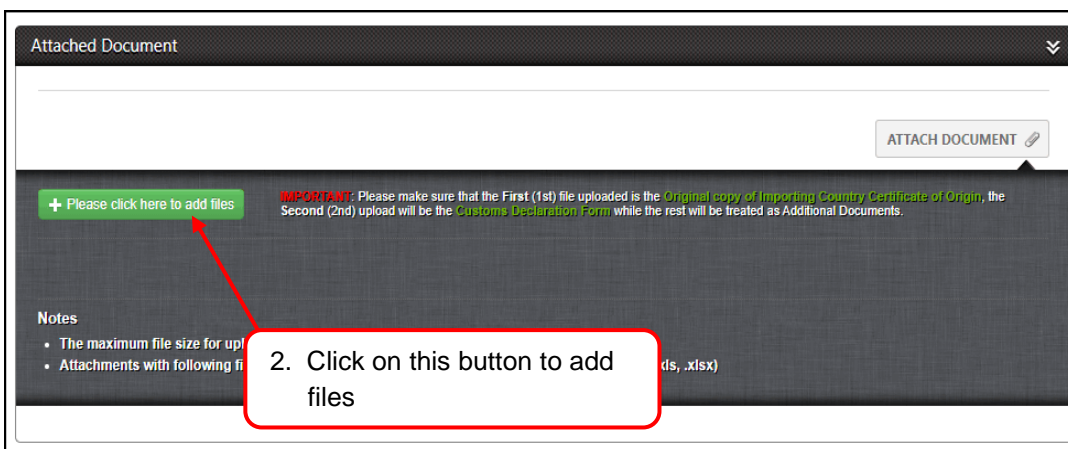 Attached Document
ATTACH DOCUMENT
+ Please click here to add files
IMPORTANT: Please make sure that the First (1st) file uploaded is the Original copy of Importing Country Certificate of Origin, the
Second (2nd) upload will be the Customs Declaration Form while the rest will be treated as Additional Documents.
Notes
• The maximum file size for
• Attachments with following .xlsx)
2. Click on this button to add
files